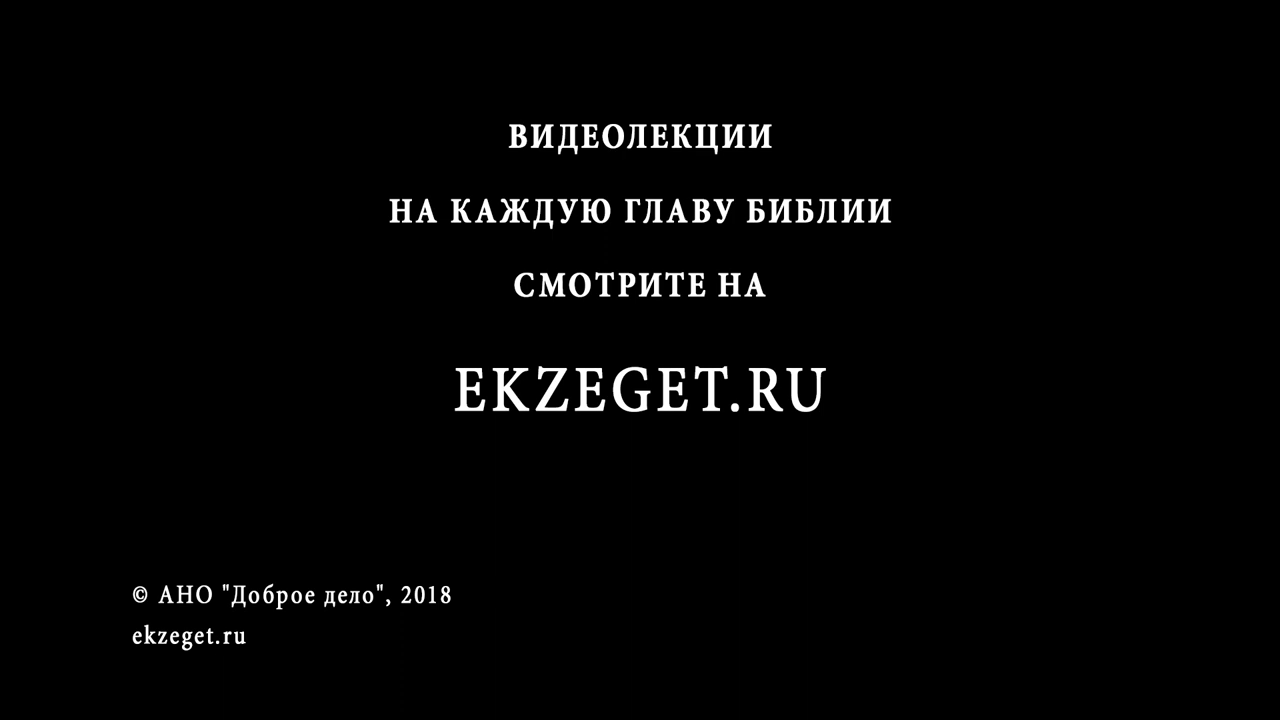 ВИДЕОЛЕКЦИИ
НА КАЖДУЮ ГЛАВУ БИБЛИИ
СМОТРИТЕ НА
EKZEGET.RU
© АНО "Доброе дело", 2018
ekzeget.ru